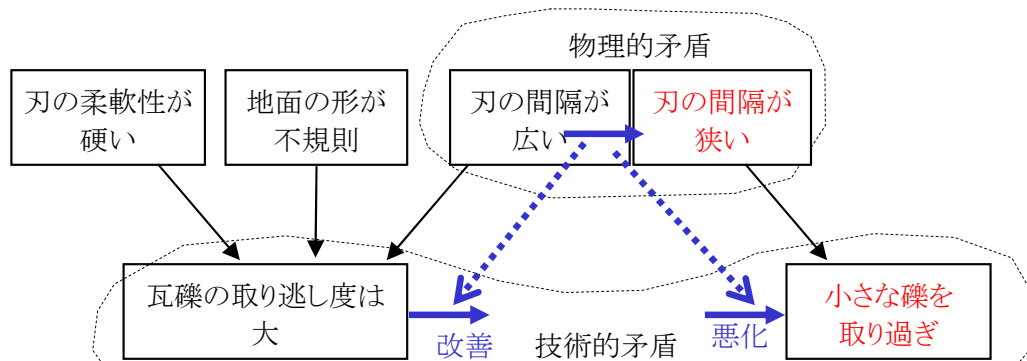 物理的矛盾
刃の柔軟性が
硬い
地面の形が
不規則
刃の間隔が
広い
刃の間隔が
狭い
瓦礫の取り逃し度は
大
改善
技術的矛盾
悪化
小さな礫を
取り過ぎ